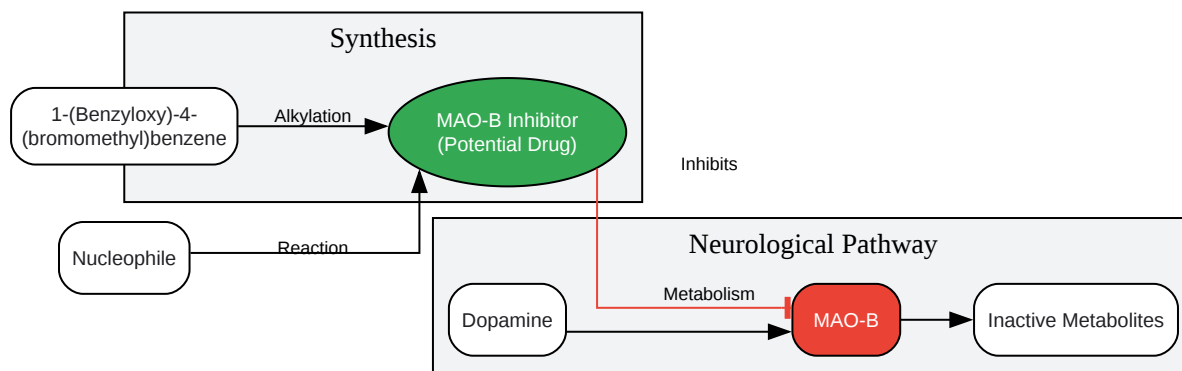 Synthesis
1-(Benzyloxy)-4-
(bromomethyl)benzene
Alkylation
MAO-B Inhibitor
(Potential Drug)
Inhibits
Nucleophile
Reaction
Neurological Pathway
Metabolism
Dopamine
MAO-B
Inactive Metabolites